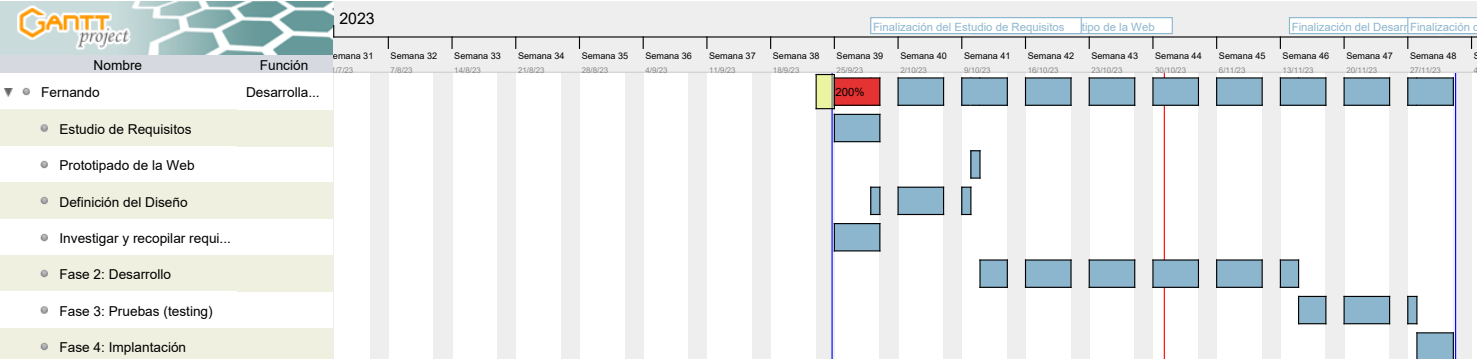 GANTT
project
2023
Finalización del Estudio de Requisitos
tipo de la Web
Finalización del Desarr
Finalización
Nombre
Función
emana 31
Semana 32
Semana 33
Semana 34
Semana 35
Semana 36
Semana 37
Semana 38
Semana 39
Semana 40
Semana 41
Semana 42
Semana 43
Semana 44
Semana 45
Semana 46
Semana 47
Semana 48
1/7/23
7/8/23
14/8/23
21/8/23
28/8/23
4/9/23
11/9/23
18/9/23
25/9/23
2/10/23
9/10/23
16/10/23
23/10/23
30/10/23
6/11/23
13/11/23
20/11/23
27/11/23
Fernando
Desarrolla...
200%
Estudio de Requisitos
Prototipado de la Web
Definición del Diseño
Investigar y recopilar requi...
Fase 2: Desarrollo
Fase 3: Pruebas (testing)
Fase 4: Implantación